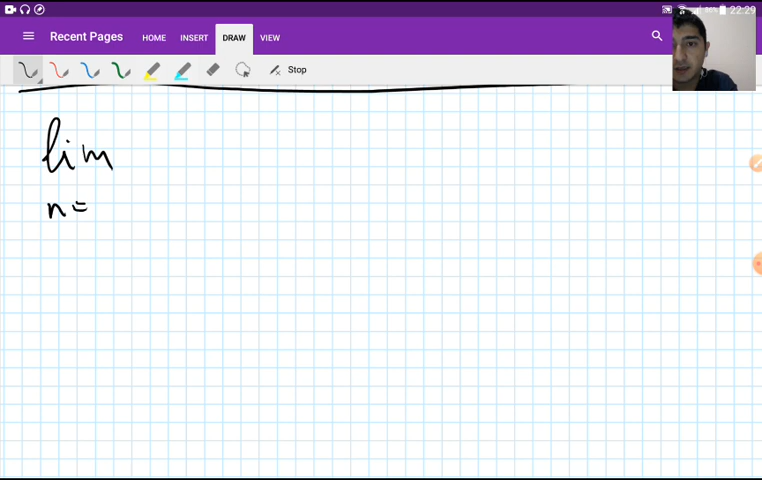 22:29
Recent Pages HOME INSERT DRAW VIEW
Stop
lim
n =